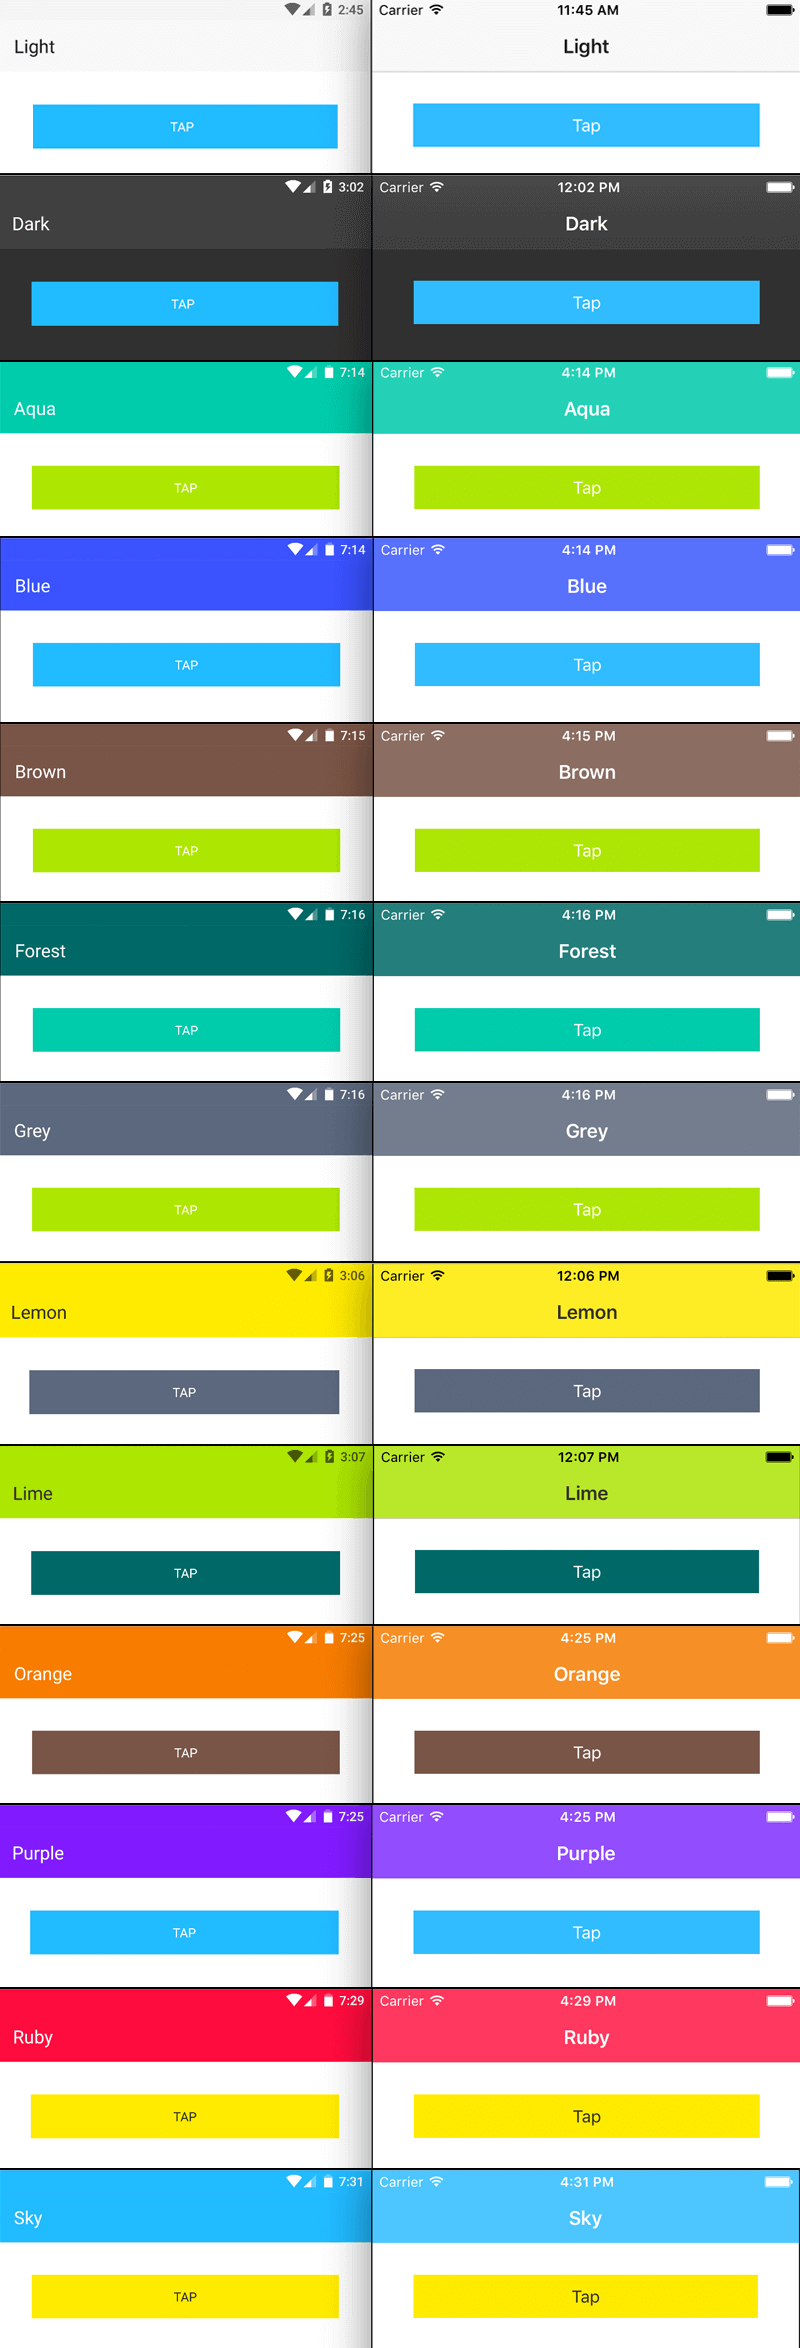 2:45 Carrier 11:45 AM
Light Light
TAP Tap
3:02 Carrier 12:02 PM
Dark Dark
TAP Tap
7:14 Carrier 4:14 PM
Aqua Aqua
TAP Tap
7:14 Carrier 4:14 PM
Blue Blue
TAP Tap
7:15 Carrier 4:15 PM
Brown Brown
TAP Tap
7:16 Carrier 4:16 PM
Forest Forest
TAP Tap
7:16 Carrier 4:16 PM
Grey Grey
TAP Tap
3:06 Carrier 12:06 PM
Lemon Lemon
TAP Tap
3:07 Carrier 12:07 PM
Lime Lime
TAP Tap
7:25 Carrier 4:25 PM
Orange Orange
TAP Tap
7:25 Carrier 4:25 PM
Purple Purple
TAP Tap
7:29 Carrier 4:29 PM
Ruby Ruby
TAP Tap
7:31 Carrier 4:31 PM
Sky Sky
TAP Tap